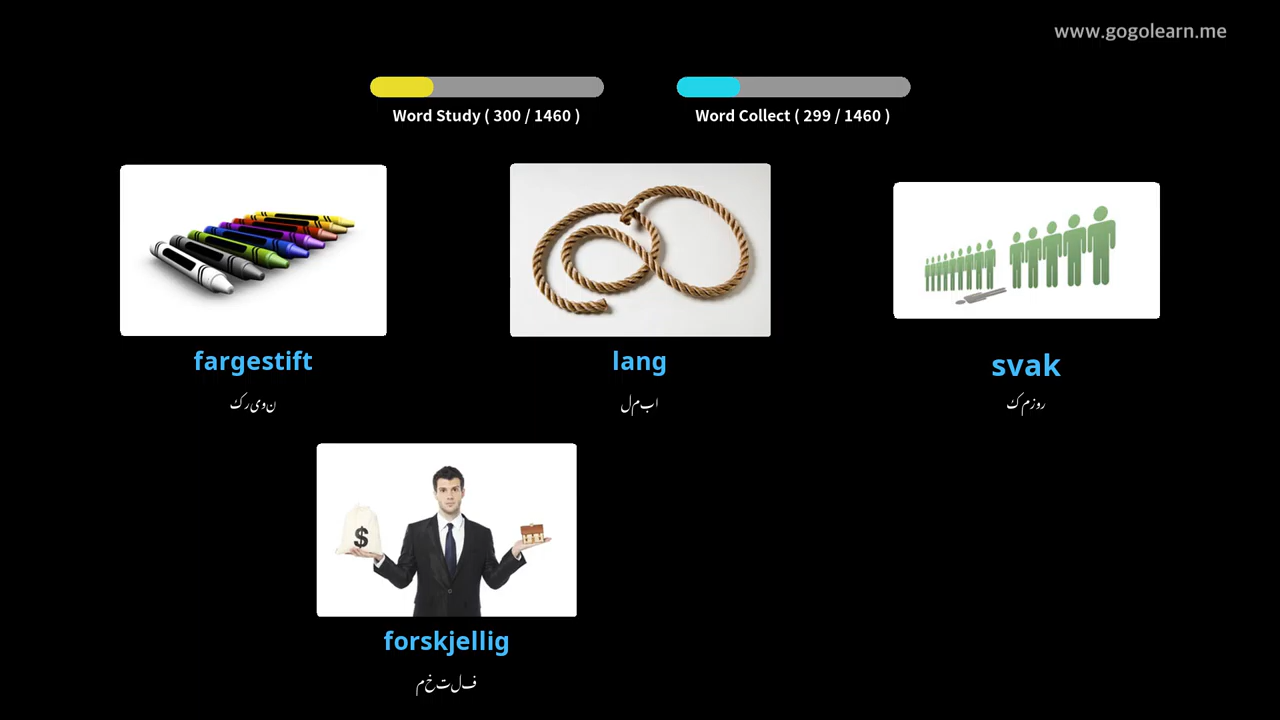 www.gogolearn.me
Word Study ( 300 / 1460 )
Word Collect ( 299 / 1460 )
fargestift
کریون
lang
لمبا
svak
کمزور
$
forskjellig
مختلف